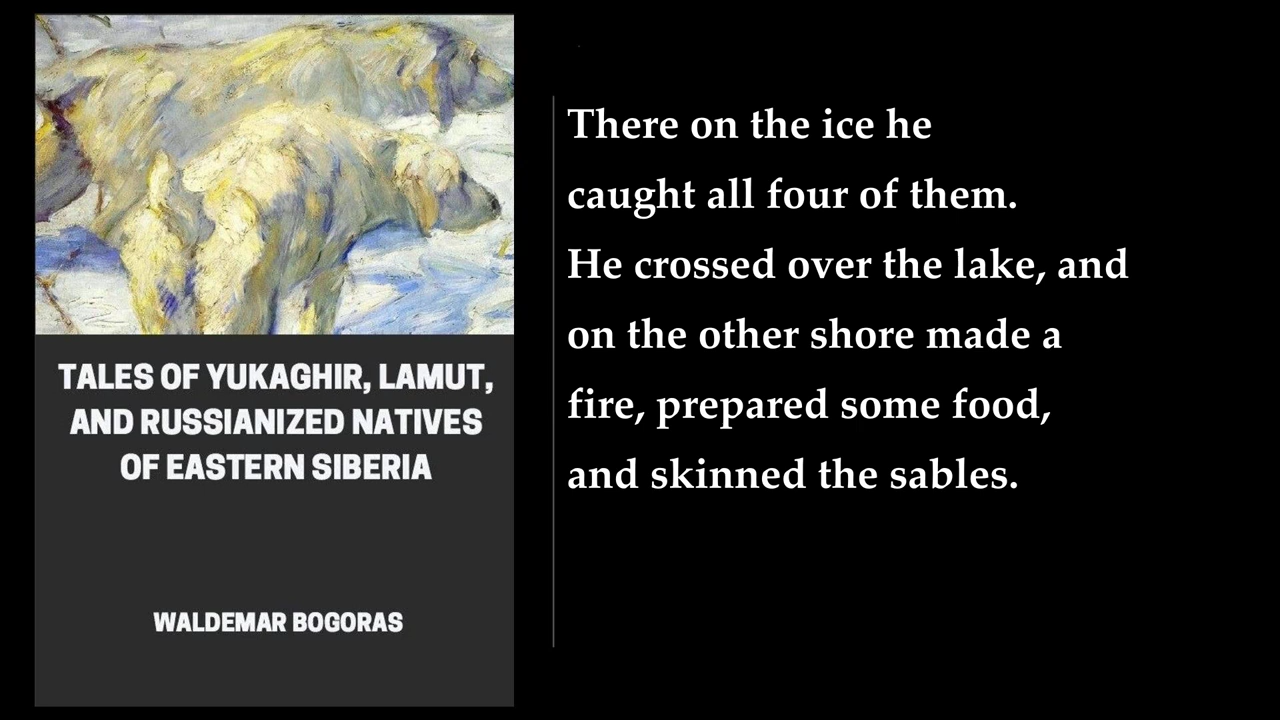 TALES OF YUKAGHIR, LAMUT,
AND RUSSIANIZED NATIVES
OF EASTERN SIBERIA
WALDEMAR BOGORAS
There on the ice he
caught all four of them.
He crossed over the lake, and
on the other shore made a
fire, prepared some food,
and skinned the sables.